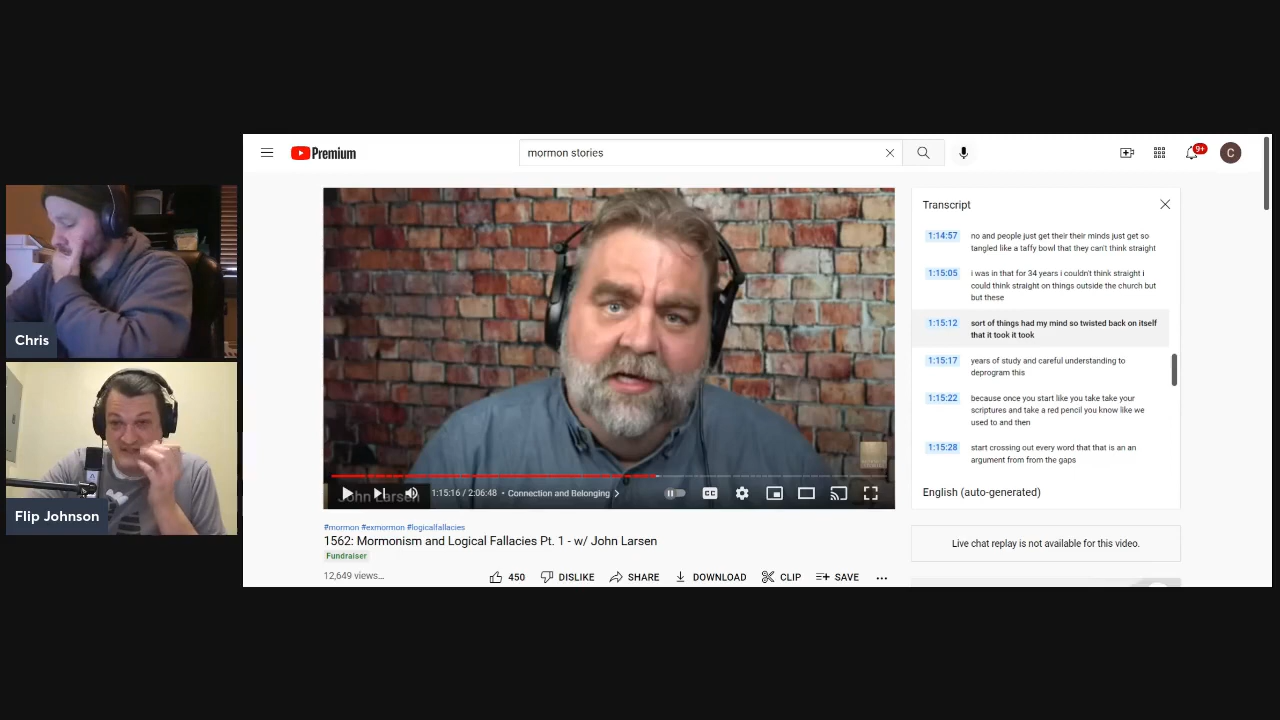 Premium
mormon stories
9+
C
Transcript
1:14:57
no and people just get their their minds just get so
tangled like a taffy bowl that they can't think straight
1:15:05
i was in that for 34 years i couldn't think straight i
could think straight on things outside the church but
but these
1:15:12
sort of things had my mind so twisted back on itself
that it took it took
1:15:17
years of study and careful understanding to
deprogram this
1:15:22
because once you start like you take take your
scriptures and take a red pencil you know like we
used to and then
1:15:28
start crossing out every word that that is an an
argument from from the gaps
English (auto-generated)
Live chat replay is not available for this video.
Chris
Flip Johnson
John Larsen
1:15:16 / 2:06:48 • Connection and Belonging
CC
#mormon #exmormon #logicalfallacies
1562: Mormonism and Logical Fallacies Pt. 1 - w/ John Larsen
Fundraiser
12,649 views...
450
DISLIKE
SHARE
DOWNLOAD
CLIP
SAVE